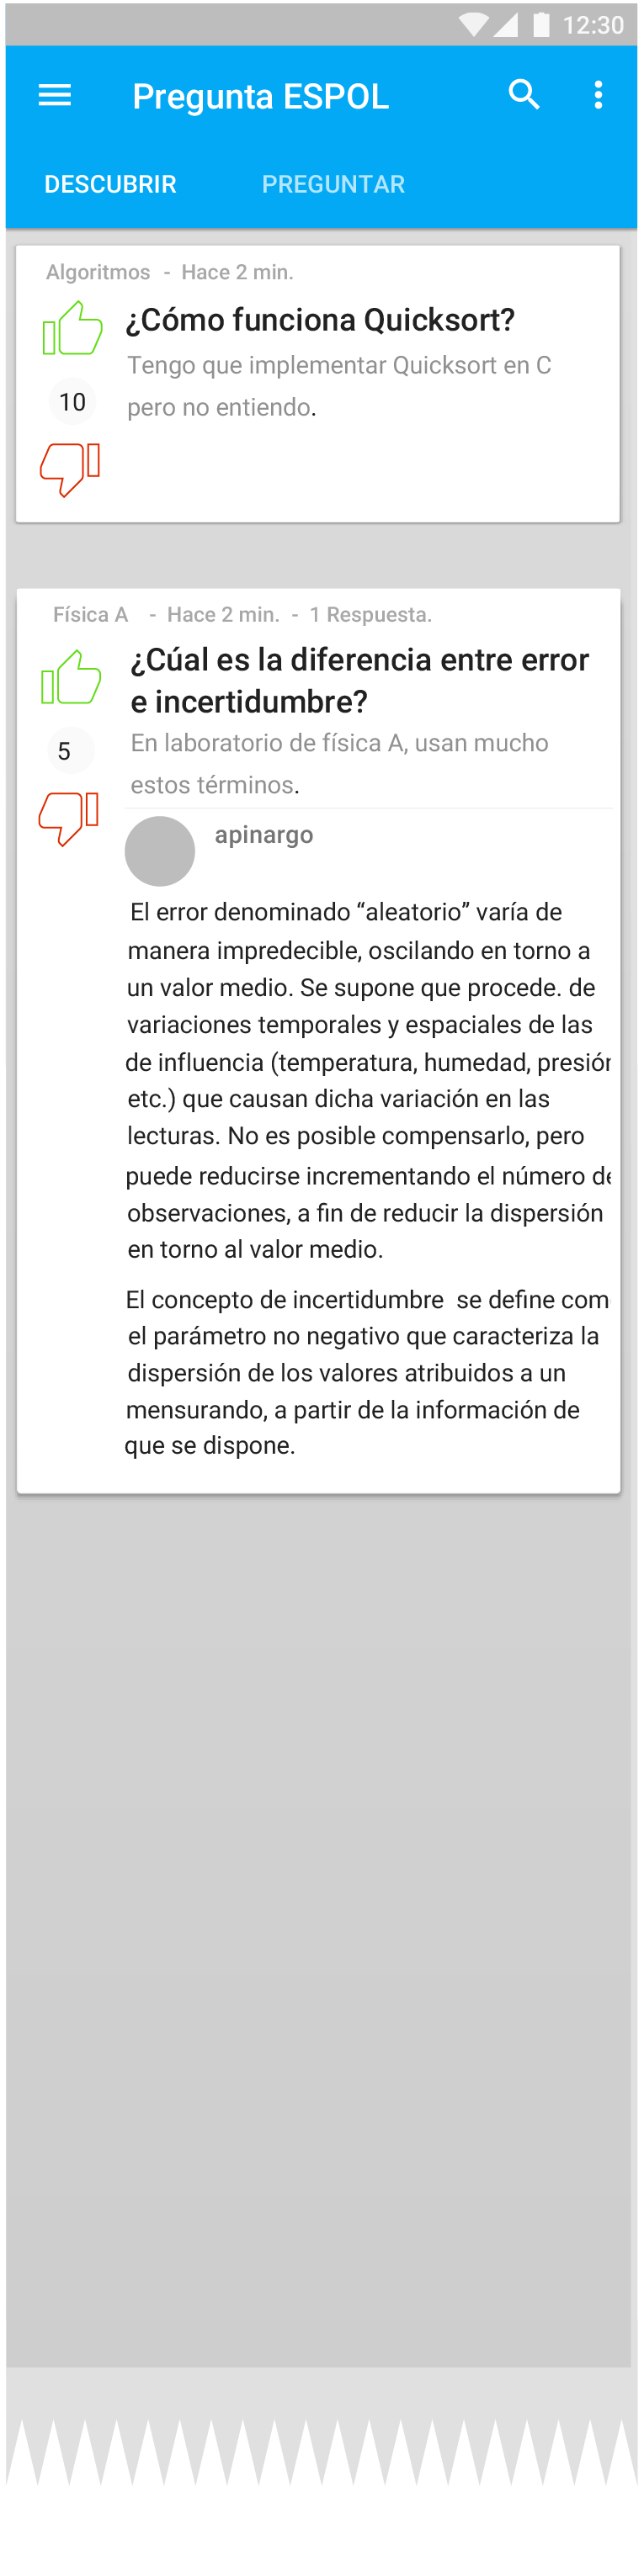 12:30
Pregunta ESPOL
DESCUBRIR PREGUNTAR
Algoritmos - Hace 2 min.
¿Cómo funciona Quicksort?
Tengo que implementar Quicksort en C
pero no entiendo.
10
Física A - Hace 2 min. - 1 Respuesta.
¿Cúal es la diferencia entre error
e incertidumbre?
En laboratorio de física A, usan mucho
estos términos.
5
apinargo
El error denominado “aleatorio” varía de
manera impredecible, oscilando en torno a
un valor medio. Se supone que procede. de
variaciones temporales y espaciales de las
de influencia (temperatura, humedad, presión
etc.) que causan dicha variación en las
lecturas. No es posible compensarlo, pero
puede reducirse incrementando el número de
observaciones, a fin de reducir la dispersión
en torno al valor medio.
El concepto de incertidumbre se define com
el parámetro no negativo que caracteriza la
dispersión de los valores atribuidos a un
mensurando, a partir de la información de
que se dispone.